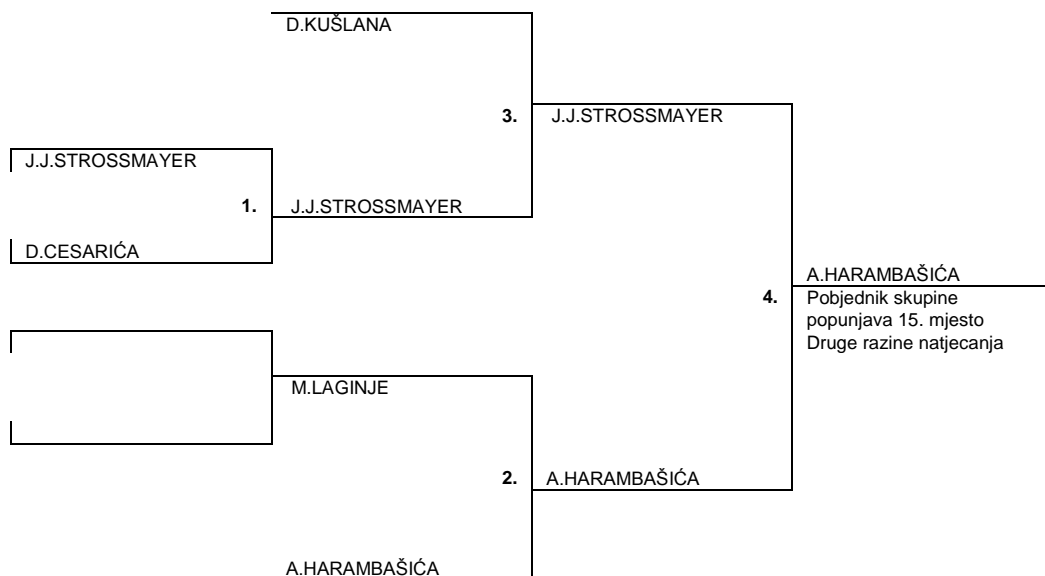 D.KUŠLANA
3. J.J.STROSSMAYER
J.J.STROSSMAYER
1. J.J.STROSSMAYER
D.CESARIĆA
A.HARAMBAŠIĆA
4. Pobjednik skupine
popunjava 15. mjesto
Druge razine natjecanja
M.LAGINJE
2. A.HARAMBAŠIĆA
A.HARAMBAŠIĆA